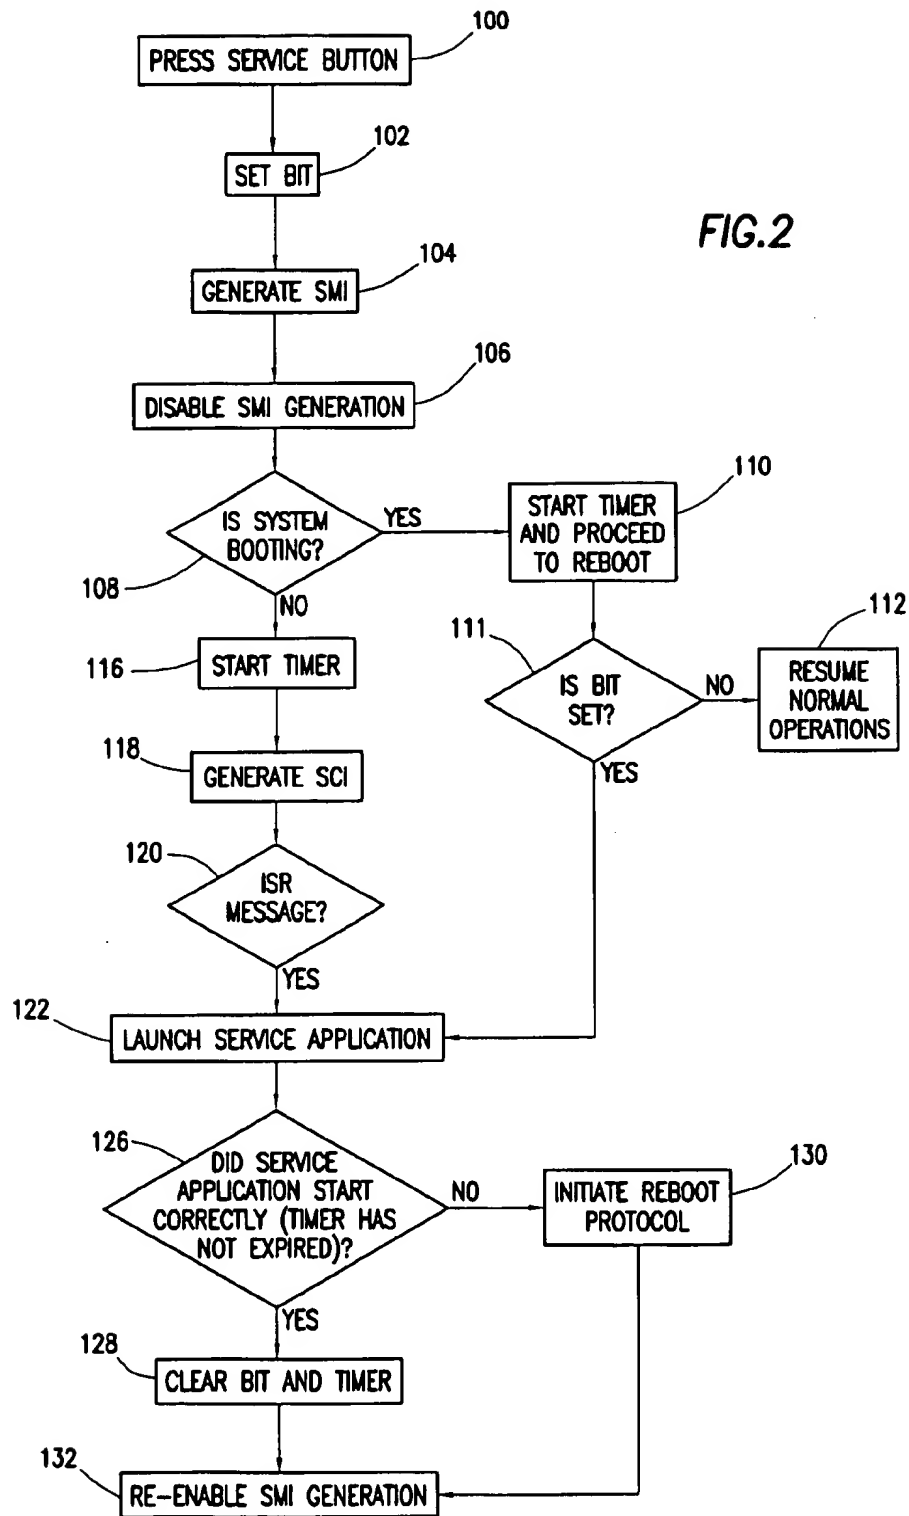 100
PRESS SERVICE BUTTON
102
SET BIT
FIG.2
104
GENERATE SMI
106
DISABLE SMI GENERATION
110
IS SYSTEM
BOOTING?
YES
START TIMER
AND PROCEED
TO REBOOT
108
NO
112
111
116
START TIMER
IS BIT
SET?
NO
RESUME
NORMAL
OPERATIONS
118
GENERATE SCI
YES
120
ISR
MESSAGE?
YES
122
LAUNCH SERVICE APPLICATION
126
DID SERVICE
APPLICATION START
CORRECTLY (TIMER HAS
NOT EXPIRED)?
NO
130
INITIATE REBOOT
PROTOCOL
YES
128
CLEAR BIT AND TIMER
132
RE-ENABLE SMI GENERATION